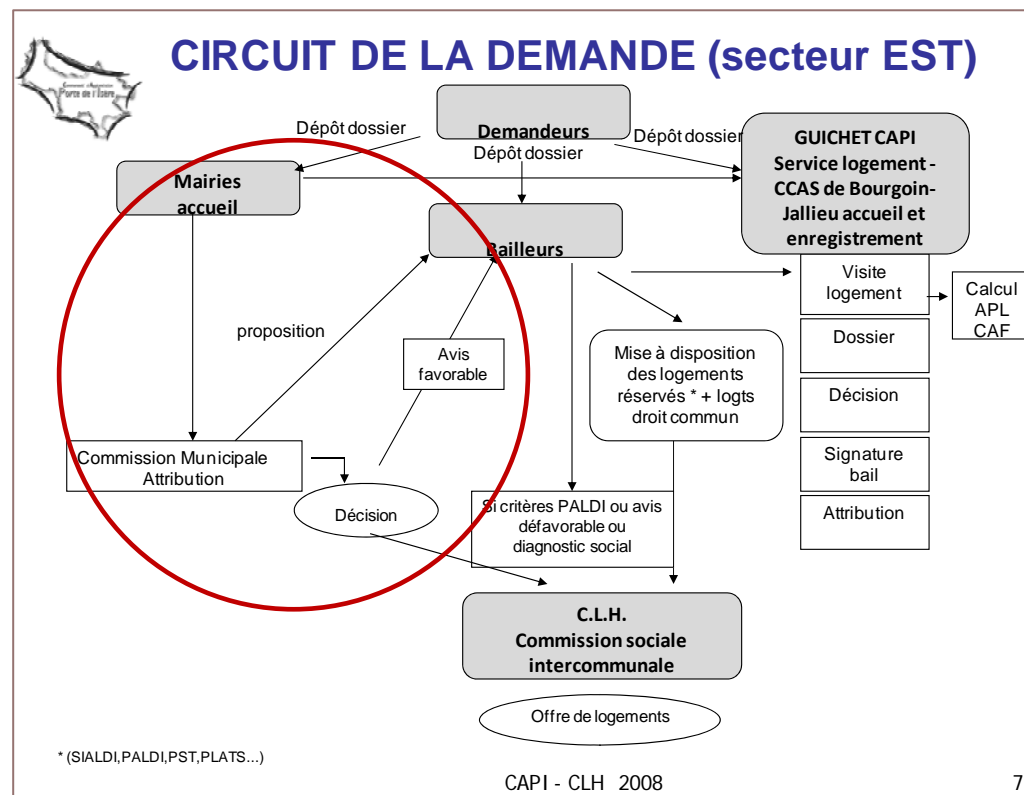 CIRCUIT DE LA DEMANDE (secteur EST)
Porte de l'Isère
Demandeurs
Dépôt dossier
Dépôt dossier
Dépôt dossier
Mairies
accueil
GUICHET CAPI
Service logement -
CCAS de Bourgoin-
Jallieu accueil et
enregistrement
Bailleurs
Visite
logement
Calcul
APL
CAF
Dossier
Décision
Signature
bail
Attribution
proposition
Avis
favorable
Mise à disposition
des logements
réservés * + logts
droit commun
Commission Municipale
Attribution
Décision
Si critères PALDI ou avis
défavorable ou
diagnostic social
C.L.H.
Commission sociale
intercommunale
Offre de logements
* (SIALDI,PALDI,PST,PLATS...)
CAPI - CLH 2008
7